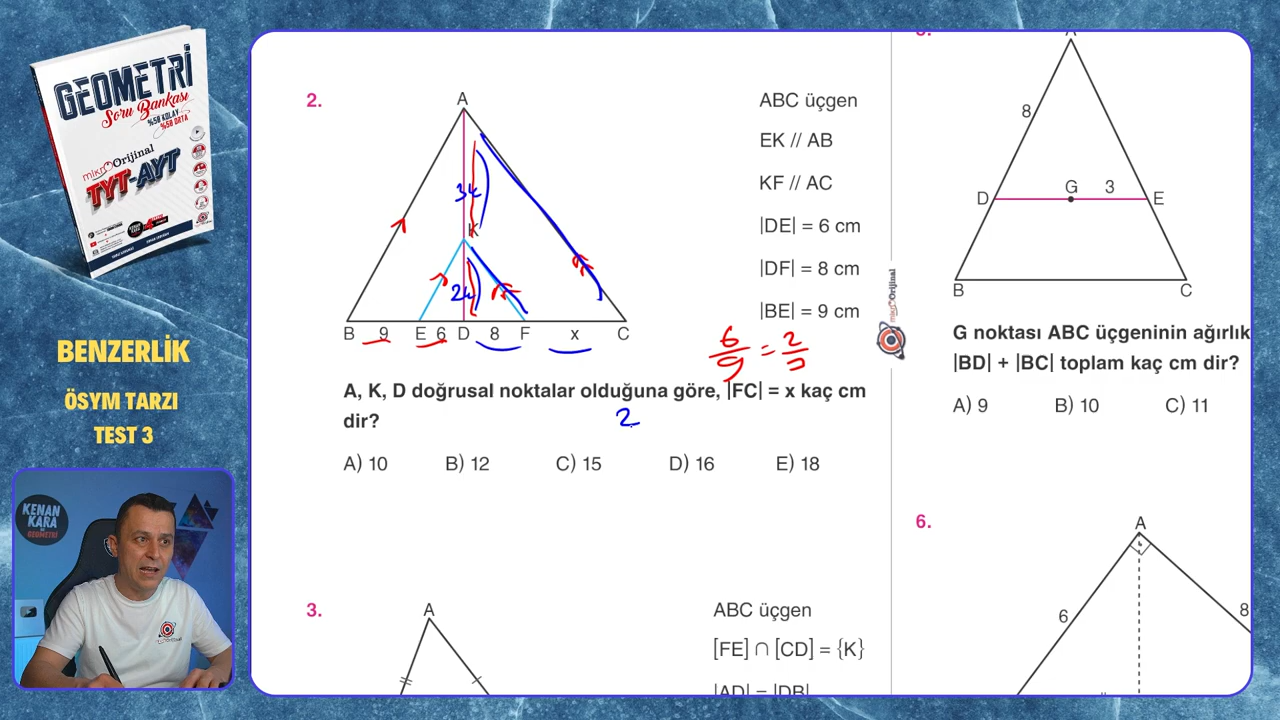 GEOMETRİ
Soru Bankası
%50 KOLAY
%50 ORTA
mikro Orijinal
TYT-AYT
BENZERLİK
ÖSYM TARZI
TEST 3
KENAN
KARA
GEOMETRİ
2.
A
3k
K
2k
B 9 E 6 D 8 F x C
ABC üçgen
EK // AB
KF // AC
|DE| = 6 cm
|DF| = 8 cm
|BE| = 9 cm
6/9 = 2/3
A, K, D doğrusal noktalar olduğuna göre, |FC| = x kaç cm
dir?
2
A) 10 B) 12 C) 15 D) 16 E) 18
3.
A
ABC üçgen
[FE] ∩ [CD] = {K}
|AD| = |DB|
mikro Orijinal
A
8
D G 3 E
B C
G noktası ABC üçgeninin ağırlık
|BD| + |BC| toplam kaç cm dir?
A) 9 B) 10 C) 11
6.
A
6 8